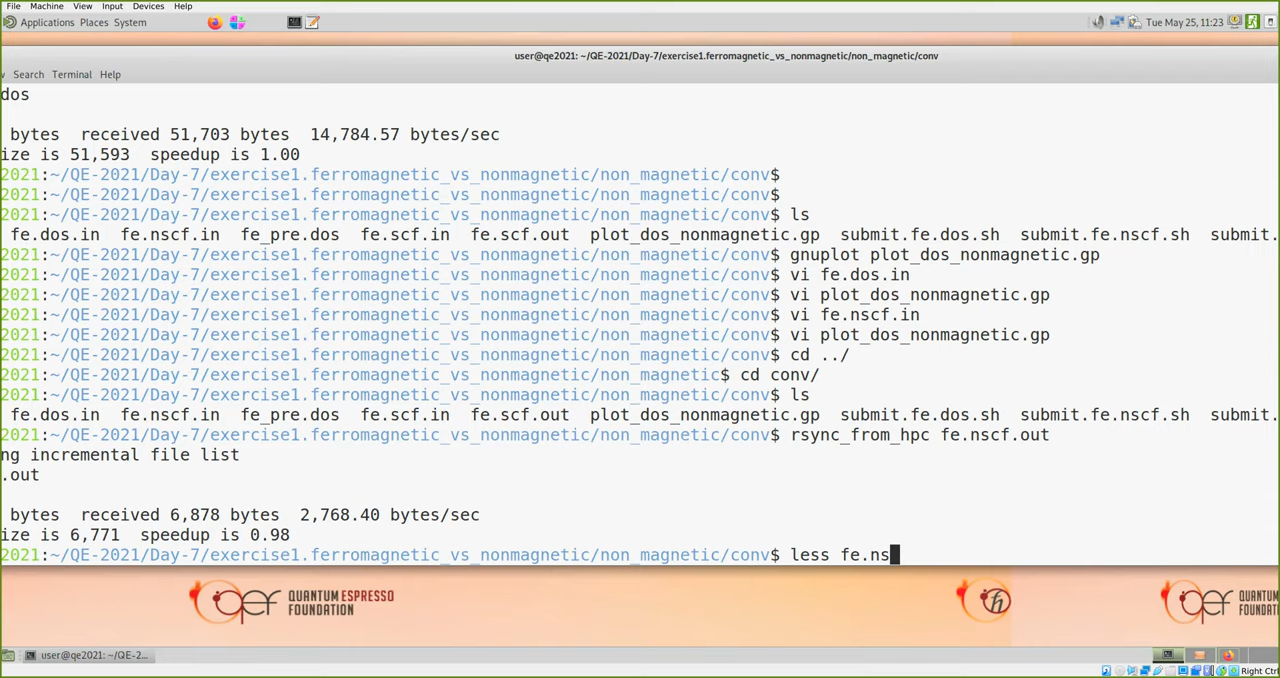 File Machine View Input Devices Help
Applications Places System Tue May 25, 11:23
user@qe2021: ~/QE-2021/Day-7/exercise1.ferromagnetic_vs_nonmagnetic/non_magnetic/conv
Search Terminal Help
dos
bytes received 51,703 bytes 14,784.57 bytes/sec
ize is 51,593 speedup is 1.00
2021:~/QE-2021/Day-7/exercise1.ferromagnetic_vs_nonmagnetic/non_magnetic/conv$
2021:~/QE-2021/Day-7/exercise1.ferromagnetic_vs_nonmagnetic/non_magnetic/conv$
2021:~/QE-2021/Day-7/exercise1.ferromagnetic_vs_nonmagnetic/non_magnetic/conv$ ls
fe.dos.in fe.nscf.in fe_pre.dos fe.scf.in fe.scf.out plot_dos_nonmagnetic.gp submit.fe.dos.sh submit.fe.nscf.sh submit.
2021:~/QE-2021/Day-7/exercise1.ferromagnetic_vs_nonmagnetic/non_magnetic/conv$ gnuplot plot_dos_nonmagnetic.gp
2021:~/QE-2021/Day-7/exercise1.ferromagnetic_vs_nonmagnetic/non_magnetic/conv$ vi fe.dos.in
2021:~/QE-2021/Day-7/exercise1.ferromagnetic_vs_nonmagnetic/non_magnetic/conv$ vi plot_dos_nonmagnetic.gp
2021:~/QE-2021/Day-7/exercise1.ferromagnetic_vs_nonmagnetic/non_magnetic/conv$ vi fe.nscf.in
2021:~/QE-2021/Day-7/exercise1.ferromagnetic_vs_nonmagnetic/non_magnetic/conv$ vi plot_dos_nonmagnetic.gp
2021:~/QE-2021/Day-7/exercise1.ferromagnetic_vs_nonmagnetic/non_magnetic/conv$ cd ../
2021:~/QE-2021/Day-7/exercise1.ferromagnetic_vs_nonmagnetic/non_magnetic$ cd conv/
2021:~/QE-2021/Day-7/exercise1.ferromagnetic_vs_nonmagnetic/non_magnetic/conv$ ls
fe.dos.in fe.nscf.in fe_pre.dos fe.scf.in fe.scf.out plot_dos_nonmagnetic.gp submit.fe.dos.sh submit.fe.nscf.sh submit.
2021:~/QE-2021/Day-7/exercise1.ferromagnetic_vs_nonmagnetic/non_magnetic/conv$ rsync_from_hpc fe.nscf.out
ng incremental file list
.out
bytes received 6,878 bytes 2,768.40 bytes/sec
ize is 6,771 speedup is 0.98
2021:~/QE-2021/Day-7/exercise1.ferromagnetic_vs_nonmagnetic/non_magnetic/conv$ less fe.ns
qef QUANTUM ESPRESSO FOUNDATION ħ qef QUANTUM FOUNDAT
user@qe2021: ~/QE-2...
Right Ctrl